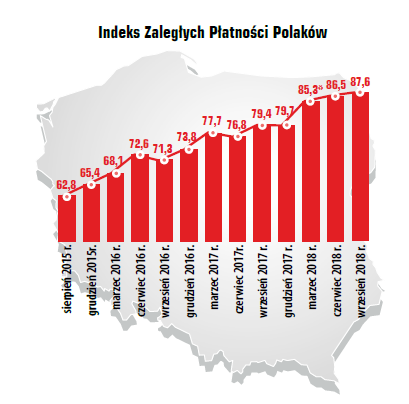 Indeks Zaległych Płatności Polaków
62,8
65,4
68,1
72,6
71,3
73,8
77,7
76,8
79,4
79,7
85,3*
86,5
87,6
sierpień 2015 r.
grudzień 2015r.
marzec 2016 r.
czerwiec 2016 r.
wrzesień 2016 r.
grudzień 2016 r.
marzec 2017 r.
czerwiec 2017r.
wrzesień 2017 r.
grudzień 2017 r.
marzec 2018 r.
czerwiec 2018 r.
wrzesień 2018 r.